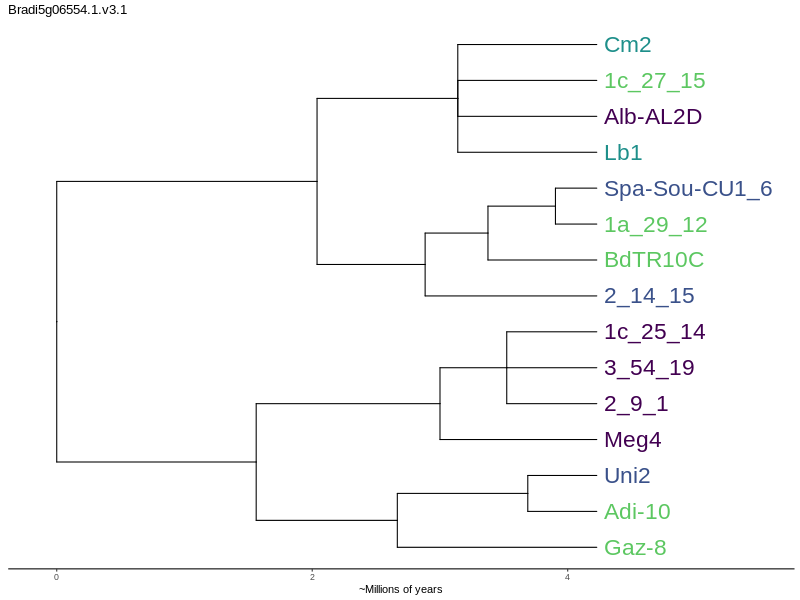 Bradi5g06554.1.v3.1
Cm2
1c_27_15
Alb-AL2D
Lb1
Spa-Sou-CU1_6
1a_29_12
BdTR10C
2_14_15
1c_25_14
3_54_19
2_9_1
Meg4
Uni2
Adi-10
Gaz-8
0 2 4
~Millions of years